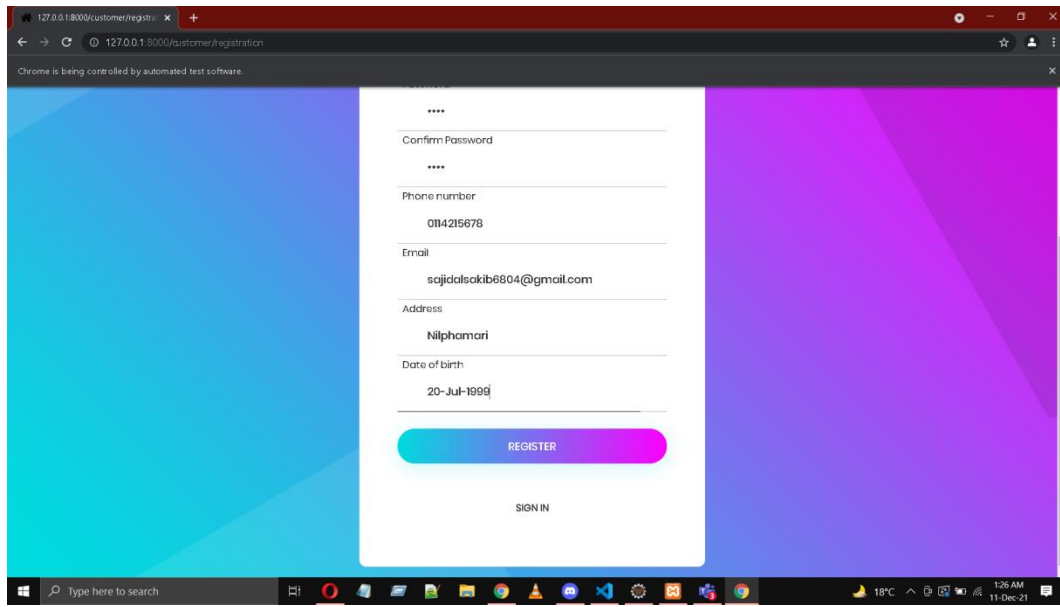 127.0.0.1:8000/customer/registrat
127.0.0.1:8000/customer/registration
Chrome is being controlled by automated test software.
••••
Confirm Password
••••
Phone number
0114215678
Email
sajidalsakib6804@gmail.com
Address
Nilphamari
Date of birth
20-Jul-1999
REGISTER
SIGN IN
Type here to search
18°C
1:26 AM
11-Dec-21